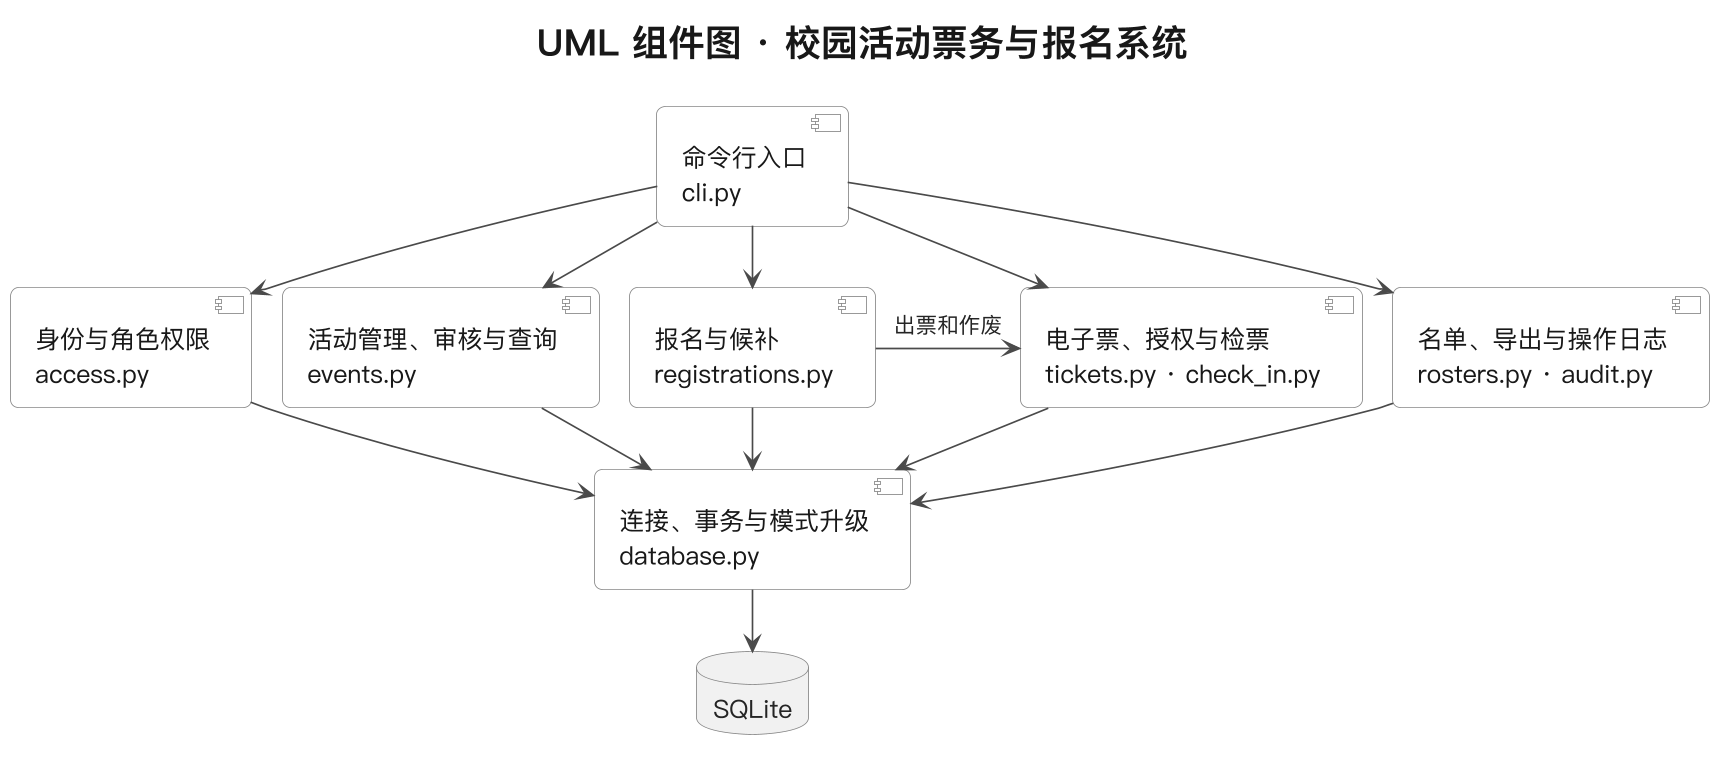 UML 组件图 · 校园活动票务与报名系统
命令行入口
cli.py
身份与角色权限
access.py
活动管理、审核与查询
events.py
报名与候补
registrations.py
出票和作废
电子票、授权与检票
tickets.py · check_in.py
名单、导出与操作日志
rosters.py · audit.py
连接、事务与模式升级
database.py
SQLite